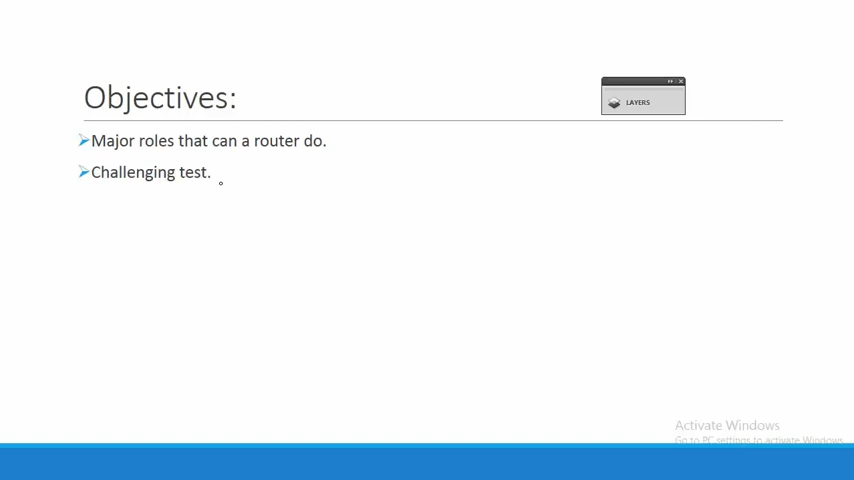 Objectives:
LAYERS
Major roles that can a router do.
Challenging test.
Activate Windows
Go to PC settings to activate Windows.